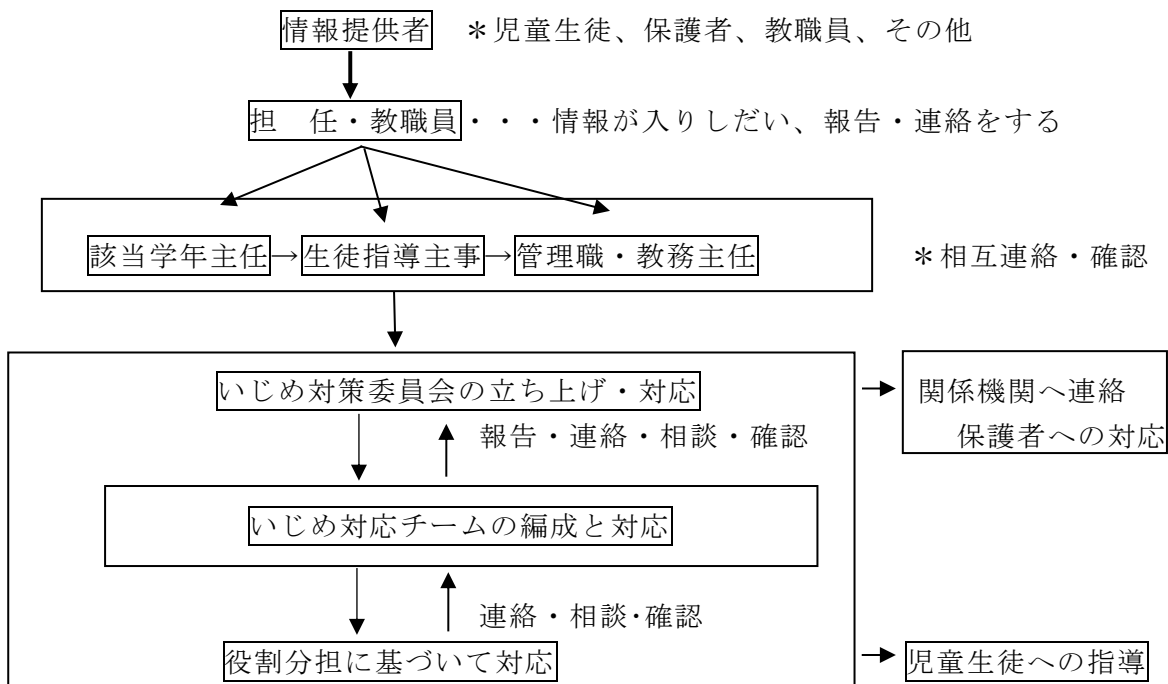 情報提供者　＊児童生徒、保護者、教職員、その他
担　任・教職員・・・情報が入りしだい、報告・連絡をする
該当学年主任→生徒指導主事→管理職・教務主任　＊相互連絡・確認
いじめ対策委員会の立ち上げ・対応
関係機関へ連絡
保護者への対応
報告・連絡・相談・確認
いじめ対応チームの編成と対応
連絡・相談・確認
役割分担に基づいて対応
児童生徒への指導